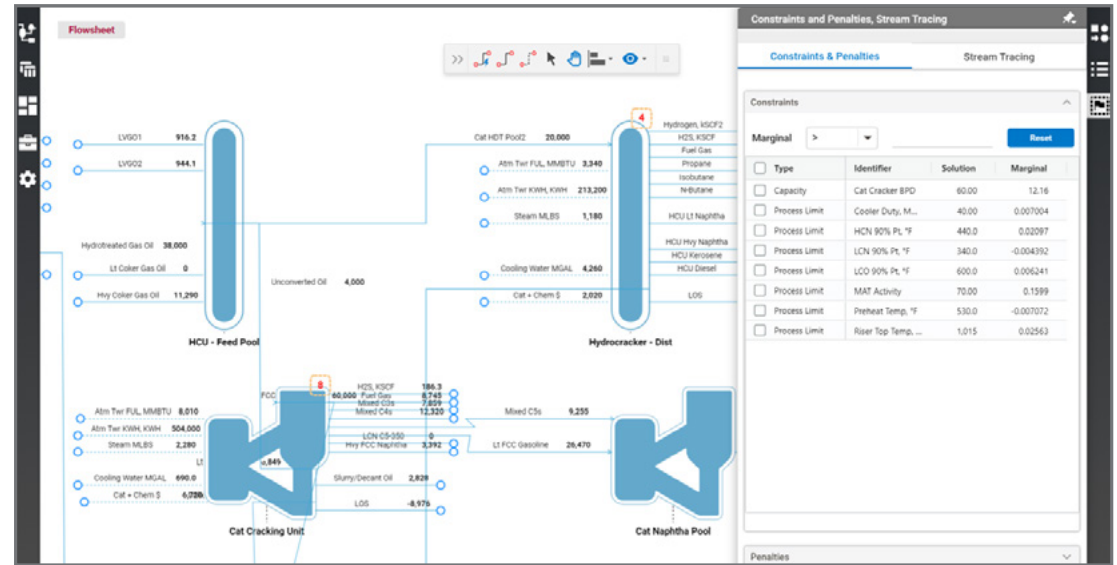 Flowsheet
Constraints and Penalties, Stream Tracing
Constraints & Penalties
Stream Tracing
Constraints
Marginal > Reset
Type Identifier Solution Marginal
Capacity Cat Cracker BPD 60.00 12.16
Process Limit Cooler Duty, M... 40.00 0.007004
Process Limit HCN 90% Pt, °F 440.0 0.02097
Process Limit LCN 90% Pt, °F 340.0 -0.004392
Process Limit LCO 90% Pt, °F 600.0 0.006241
Process Limit MAT Activity 70.00 0.1599
Process Limit Preheat Temp, °F 530.0 -0.007072
Process Limit Riser Top Temp, ... 1,015 0.02563
Penalties
LVGO1 916.2
LVGO2 944.1
Hydrotreated Gas Oil 38,000
Lt Coker Gas Oil 0
Hvy Coker Gas Oil 11,290
HCU - Feed Pool
Unconverted Oil 4,000
Cat HDT Pool2 20,000
Atm Twr FUL, MMBTU 3,340
Atm Twr KWH, KWH 213,200
Steam MLBS 1,180
Cooling Water MGAL 4,260
Cat + Chem $ 2,020
4
Hydrogen, kSCF2
H2S, KSCF
Fuel Gas
Propane
Isobutane
N-Butane
HCU Lt Naphtha
HCU Hvy Naphtha
HCU Kerosene
HCU Diesel
LOS
Hydrocracker - Dist
8
FCC 60,000
H2S, KSCF 186.3
Fuel Gas 8,745
Mixed C3s 7,859
Mixed C4s 12,320
LCN C5-350 0
Hvy FCC Naphtha 3,392
Atm Twr FUL, MMBTU 8,010
Atm Twr KWH, KWH 504,000
Steam MLBS 2,280
Lt
Cooling Water MGAL 690.0
Cat + Chem $
Slurry/Decant Oil 2,828
LOS -8,976
Cat Cracking Unit
Mixed C5s 9,255
Lt FCC Gasoline 26,470
Cat Naphtha Pool